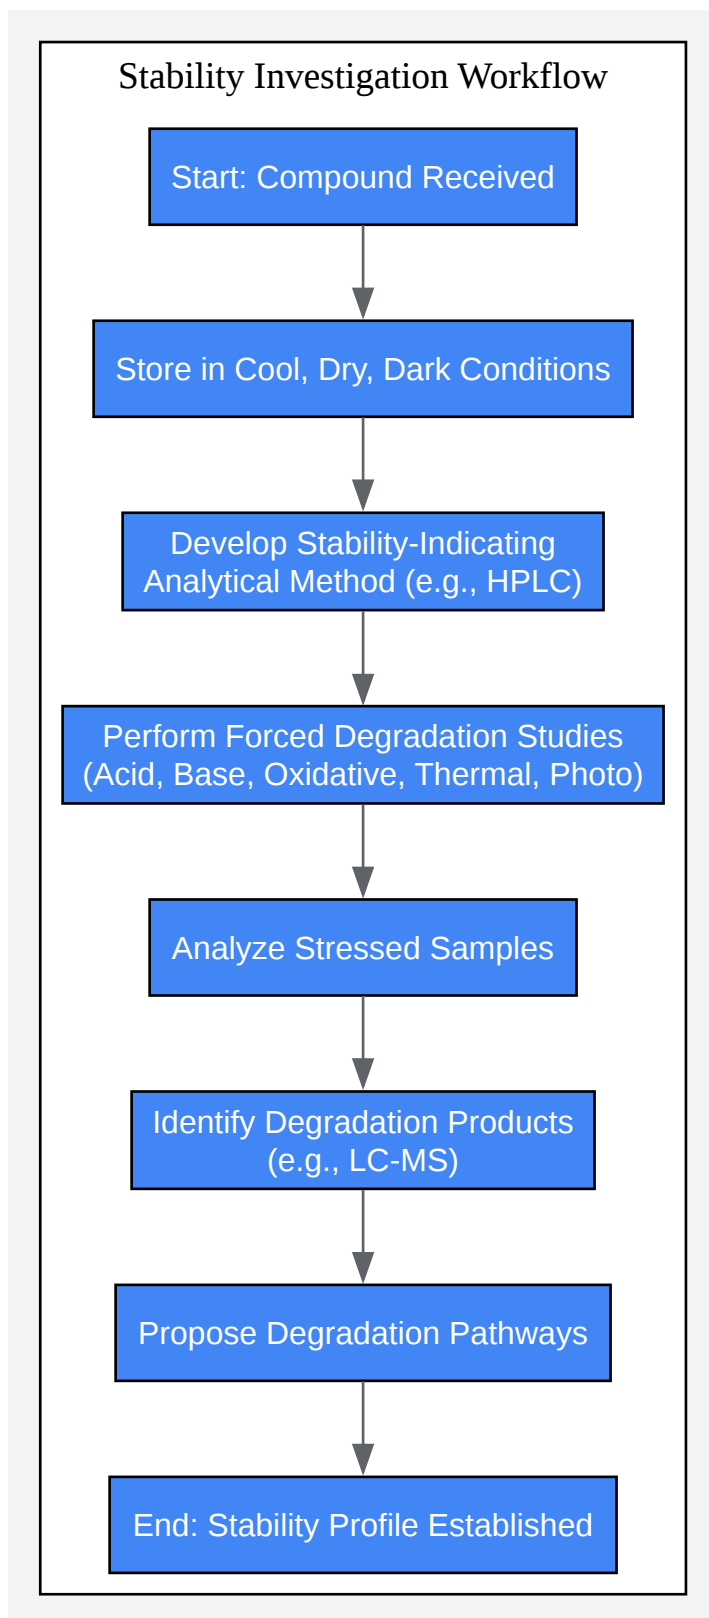 Stability Investigation Workflow
Start: Compound Received
Store in Cool, Dry, Dark Conditions
Develop Stability-Indicating
Analytical Method (e.g., HPLC)
Perform Forced Degradation Studies
(Acid, Base, Oxidative, Thermal, Photo)
Analyze Stressed Samples
Identify Degradation Products
(e.g., LC-MS)
Propose Degradation Pathways
End: Stability Profile Established